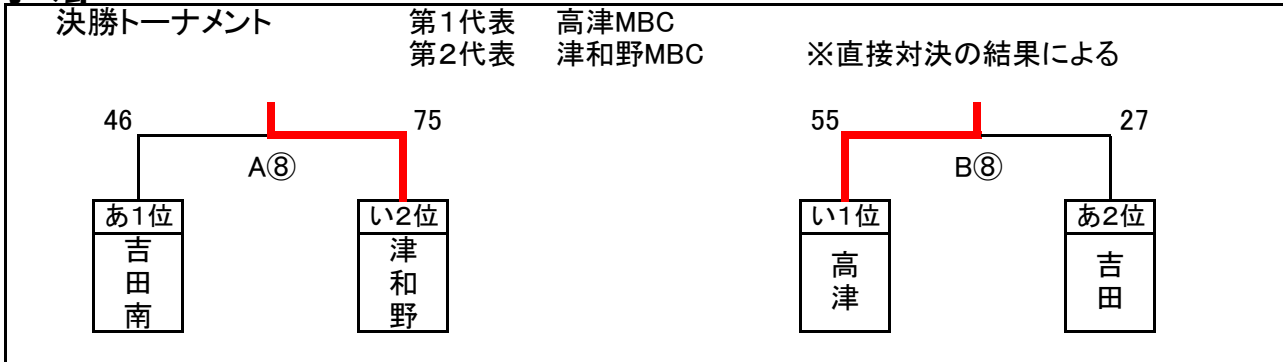 決勝トーナメント 第1代表 高津MBC
第2代表 津和野MBC ※直接対決の結果による
46 75 55 27
A⑧ B⑧
あ1位 い2位 い1位 あ2位
吉田南 津和野 高津 吉田